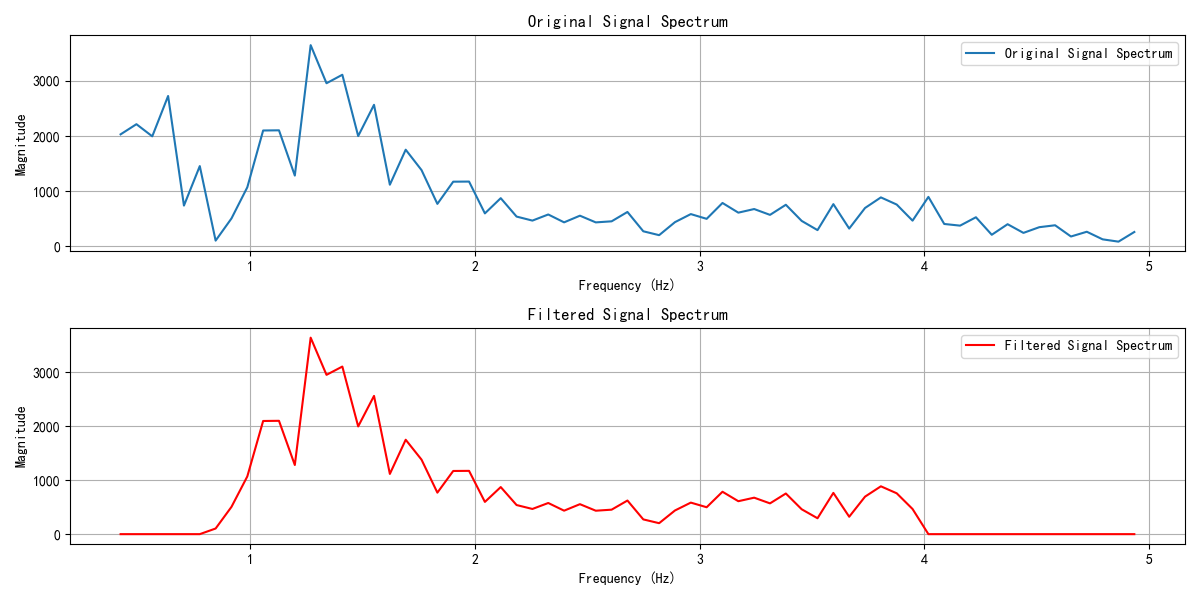 Original Signal Spectrum
Original Signal Spectrum
Magnitude
3000
2000
1000
0
1 2 3 4 5
Frequency (Hz)
Filtered Signal Spectrum
Filtered Signal Spectrum
Magnitude
3000
2000
1000
0
1 2 3 4 5
Frequency (Hz)